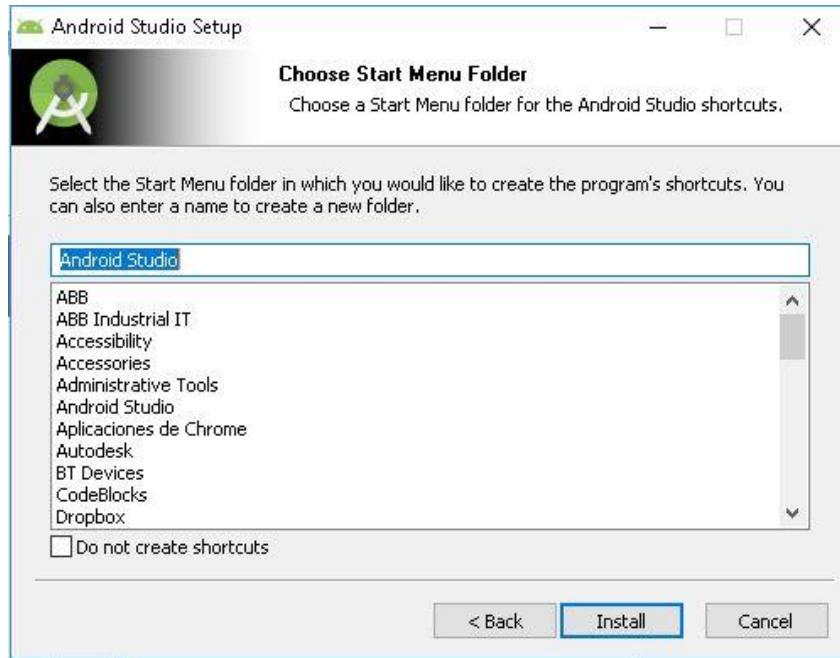 Android Studio Setup
Choose Start Menu Folder
Choose a Start Menu folder for the Android Studio shortcuts.
Select the Start Menu folder in which you would like to create the program's shortcuts. You
can also enter a name to create a new folder.
Android Studio
ABB
ABB Industrial IT
Accessibility
Accessories
Administrative Tools
Android Studio
Aplicaciones de Chrome
Autodesk
BT Devices
CodeBlocks
Dropbox
Do not create shortcuts
< Back Install Cancel